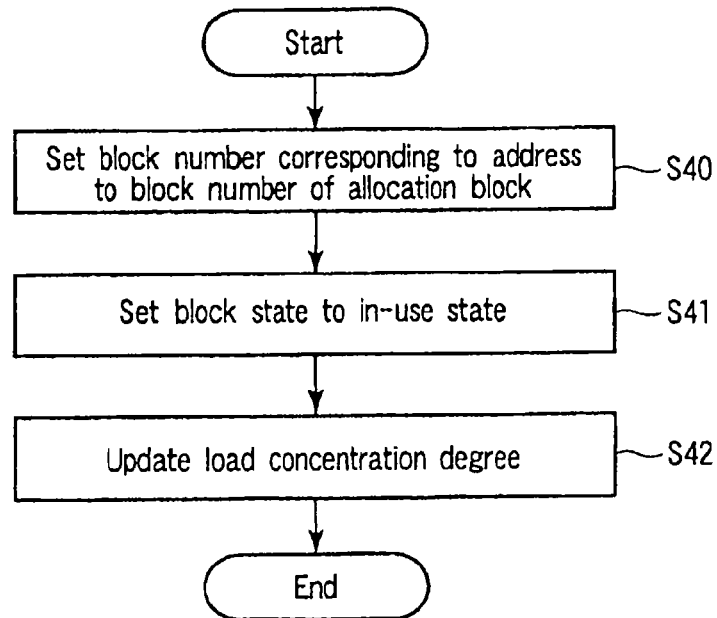 Start
Set block number corresponding to address
to block number of allocation block
S40
Set block state to in-use state
S41
Update load concentration degree
S42
End